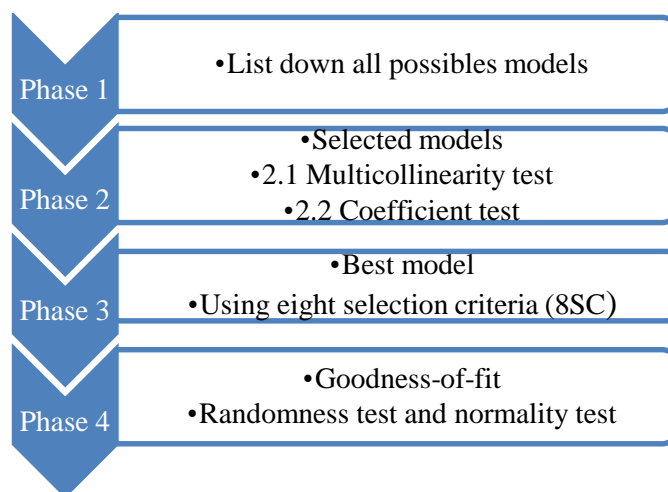 Phase 1
•List down all possibles models
Phase 2
•Selected models
•2.1 Multicollinearity test
•2.2 Coefficient test
Phase 3
•Best model
•Using eight selection criteria (8SC)
Phase 4
•Goodness-of-fit
•Randomness test and normality test